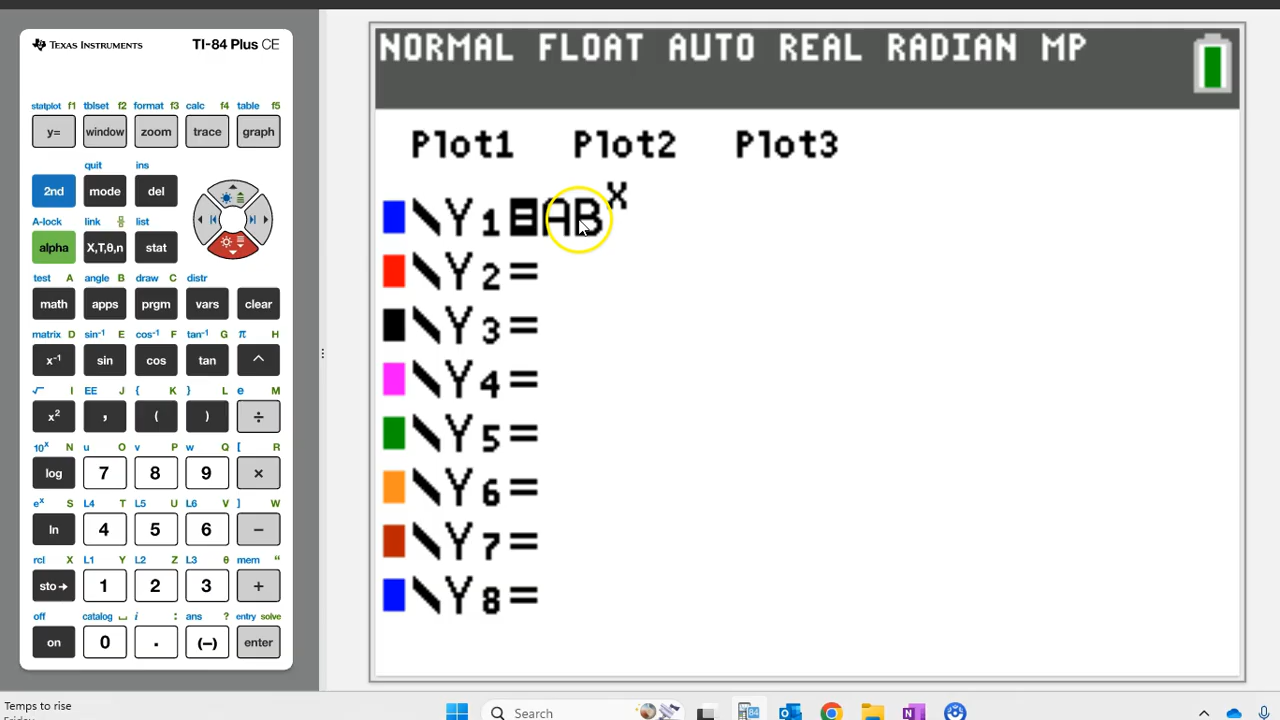 TEXAS INSTRUMENTS TI-84 Plus CE
statplot f1 tblset f2 format f3 calc f4 table f5
y= window zoom trace graph
quit ins
2nd mode del
A-lock link list
alpha X,T,θ,n stat
test A angle B draw C distr
math apps prgm vars clear
matrix D sin⁻¹ E cos⁻¹ F tan⁻¹ G π H
x⁻¹ sin cos tan ^
√ I EE J { K } L e M
x² , ( ) ÷
10ˣ N u O v P w Q [ R
log 7 8 9 ×
eˣ S L4 T L5 U L6 V ] W
ln 4 5 6 −
rcl X L1 Y L2 Z L3 θ mem "
sto→ 1 2 3 +
off catalog ␣ i : ans ? entry solve
on 0 . (−) enter
NORMAL FLOAT AUTO REAL RADIAN MP
Plot1 Plot2 Plot3
\Y1=ABˣ
\Y2=
\Y3=
\Y4=
\Y5=
\Y6=
\Y7=
\Y8=
Temps to rise
Friday
Search
84